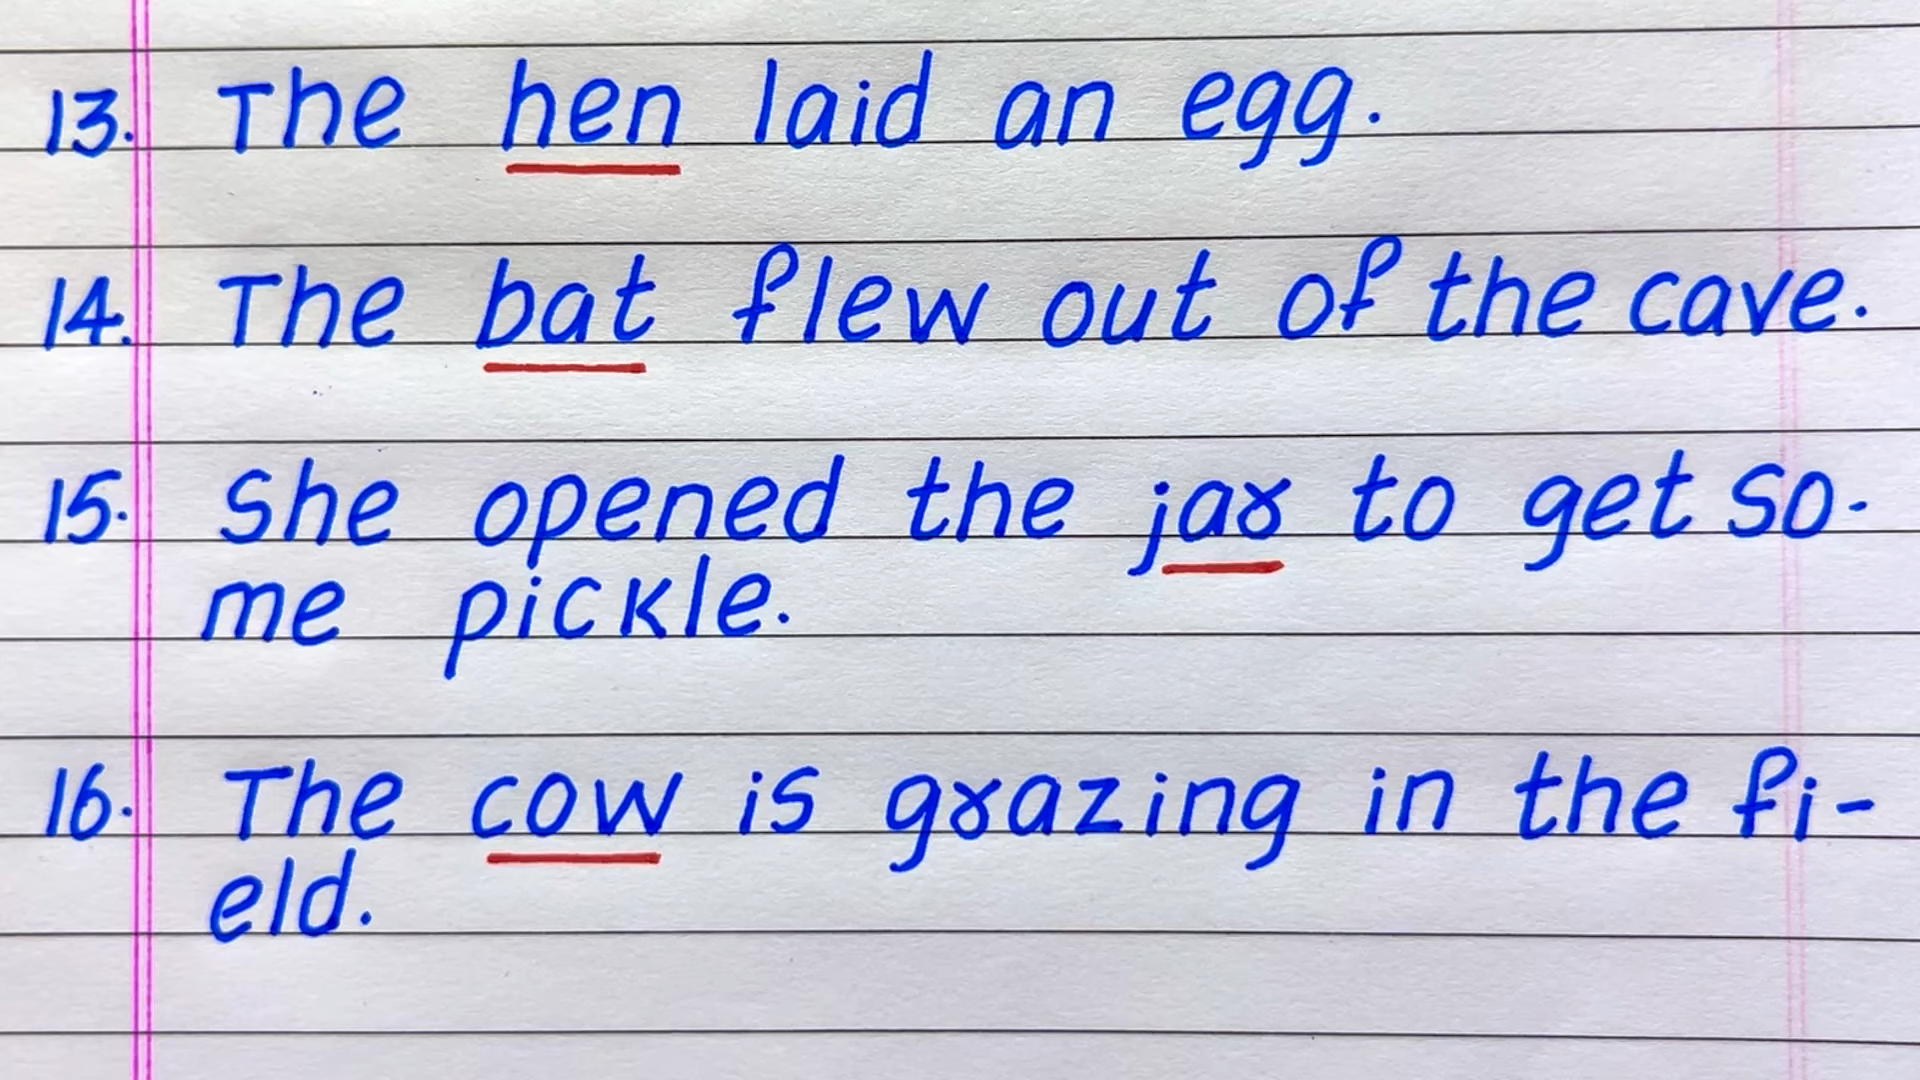 13. The hen laid an egg.
14. The bat flew out of the cave.
15. She opened the jar to get so-
me pickle.
16. The cow is grazing in the fi-
eld.